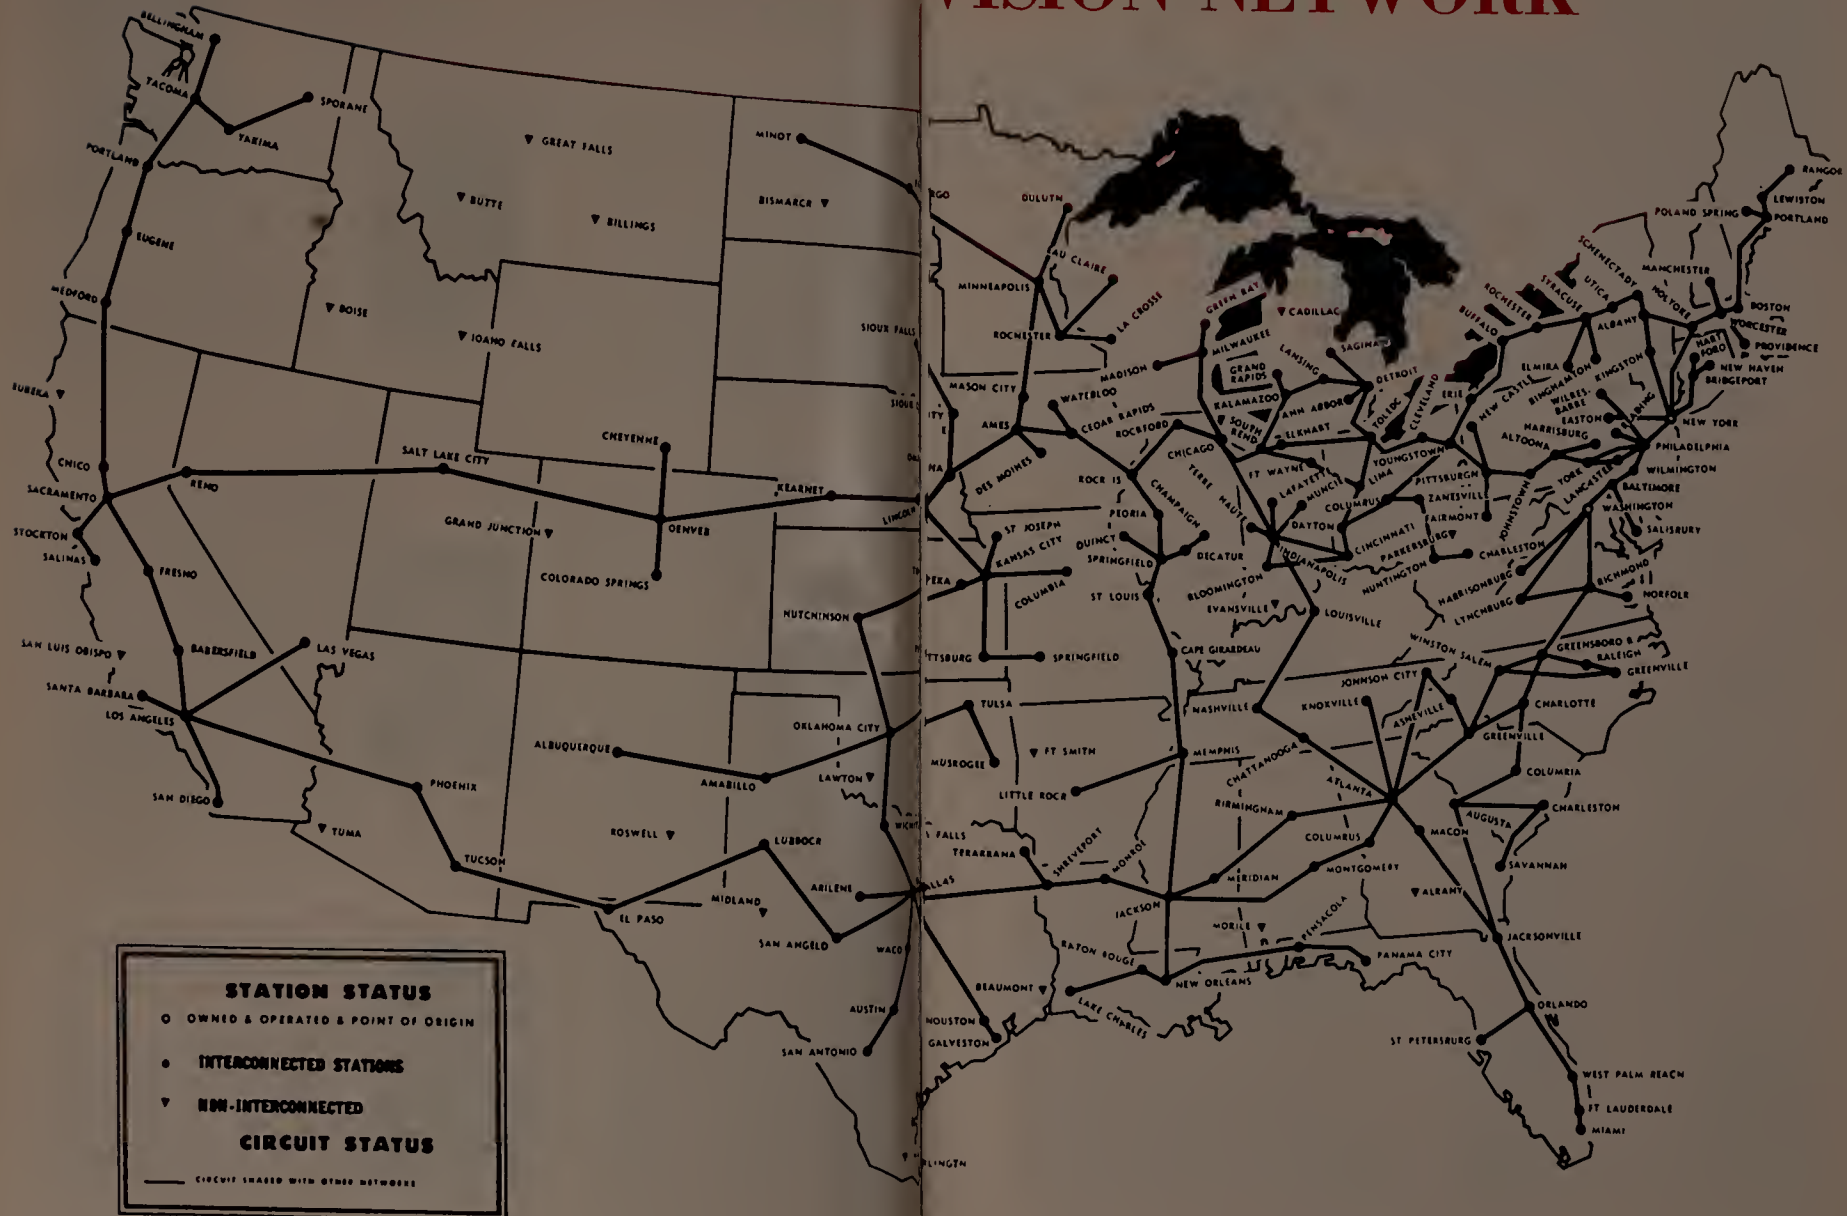 VISION NETWORK
BELLINGHAM
TACOMA
SPOKANE
YAKIMA
PORTLAND
EUGENE
MEDFORD
EUREKA
CHICO
SACRAMENTO
RENO
STOCKTON
SALINAS
FRESNO
BAKERSFIELD
SAN LUIS OBISPO
SANTA BARBARA
LOS ANGELES
LAS VEGAS
SAN DIEGO
YUMA
PHOENIX
TUCSON
GREAT FALLS
BUTTE
BILLINGS
BOISE
IDAHO FALLS
SALT LAKE CITY
CHEYENNE
GRAND JUNCTION
DENVER
COLORADO SPRINGS
ALBUQUERQUE
ROSWELL
EL PASO
MINOT
BISMARCK
RGO
SIOUX FALLS
KEARNEY
LINCOLN
HUTCHINSON
OKLAHOMA CITY
AMARILLO
LAWTON
LUBBOCK
MIDLAND
ABILENE
SAN ANGELO
WACO
AUSTIN
SAN ANTONIO
FALLS
ALLAS
LINGTN
HOUSTON
GALVESTON
BEAUMONT
LAKE CHARLES
BATON ROUGE
NEW ORLEANS
DULUTH
EAU CLAIRE
MINNEAPOLIS
ROCHESTER
LA CROSSE
MASON CITY
WATERLOO
AMES
CEDAR RAPIDS
DES MOINES
ST JOSEPH
KANSAS CITY
PEKA
COLUMBIA
TTSBURG
SPRINGFIELD
TULSA
MUSKOGEE
FT SMITH
LITTLE ROCK
TEXARKANA
SHREVEPORT
MONROE
JACKSON
GREEN BAY
MADISON
MILWAUKEE
CADILLAC
ROCKFORD
CHICAGO
ROCK IS
PEORIA
CHAMPAIGN
QUINCY
SPRINGFIELD
DECATUR
ST LOUIS
CAPE GIRARDEAU
MEMPHIS
GRAND RAPIDS
LANSING
SAGINAW
KALAMAZOO
DETROIT
ANN ARBOR
SOUTH BEND
ELKHART
TOLEDO
CLEVELAND
FT WAYNE
LAFAYETTE
MUNCIE
LIMA
TERRE HAUTE
INDIANAPOLIS
BLOOMINGTON
EVANSVILLE
LOUISVILLE
DAYTON
COLUMBUS
CINCINNATI
ZANESVILLE
YOUNGSTOWN
PITTSBURGH
FAIRMONT
PARKERSBURG
CHARLESTON
HUNTINGTON
ERIE
NEW CASTLE
BUFFALO
ROCHESTER
SYRACUSE
UTICA
SCHENECTADY
ALBANY
ELMIRA
BINGHAMTON
KINGSTON
WILKES-BARRE
EASTON
READING
HARRISBURG
ALTOONA
JOHNSTOWN
YORK
LANCASTER
PHILADELPHIA
WILMINGTON
BALTIMORE
WASHINGTON
SALISBURY
NEW YORK
HOLYOKE
MANCHESTER
BOSTON
WORCESTER
PROVIDENCE
HARTFORD
NEW HAVEN
BRIDGEPORT
POLAND SPRING
PORTLAND
LEWISTON
BANGOR
HARRISONBURG
LYNCHBURG
RICHMOND
NORFOLK
WINSTON SALEM
GREENSBORO &
RALEIGH
GREENVILLE
CHARLOTTE
JOHNSON CITY
ASHEVILLE
GREENVILLE
KNOXVILLE
NASHVILLE
CHATTANOOGA
ATLANTA
BIRMINGHAM
COLUMBUS
MACON
MERIDIAN
MONTGOMERY
ALBANY
COLUMBIA
AUGUSTA
CHARLESTON
SAVANNAH
MOBILE
PENSACOLA
PANAMA CITY
JACKSONVILLE
ORLANDO
ST PETERSBURG
WEST PALM BEACH
FT LAUDERDALE
MIAMI
STATION STATUS
OWNED & OPERATED & POINT OF ORIGIN
INTERCONNECTED STATIONS
NON-INTERCONNECTED
CIRCUIT STATUS
CIRCUIT SHARED WITH OTHER NETWORKS